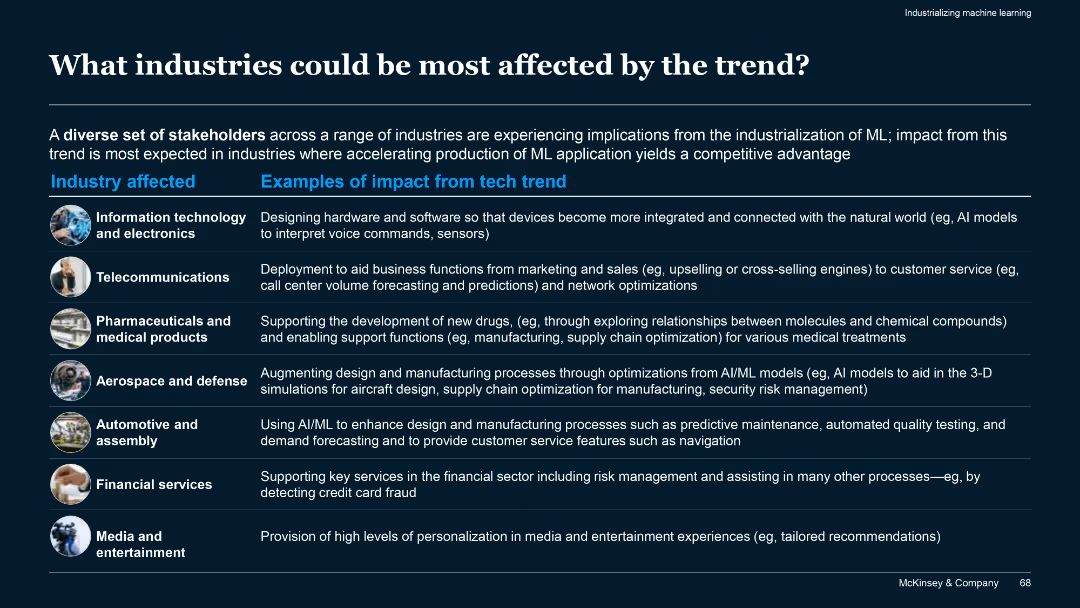 Industrializing machine learning
What industries could be most affected by the trend?
A diverse set of stakeholders across a range of industries are experiencing implications from the industrialization of ML; impact from this
trend is most expected in industries where accelerating production of ML application yields a competitive advantage
Industry affected
Examples of impact from tech trend
Information technology
and electronics
Designing hardware and software so that devices become more integrated and connected with the natural world (eg, AI models
to interpret voice commands, sensors)
Telecommunications
Deployment to aid business functions from marketing and sales (eg, upselling or cross-selling engines) to customer service (eg,
call center volume forecasting and predictions) and network optimizations
Pharmaceuticals and
medical products
Supporting the development of new drugs, (eg, through exploring relationships between molecules and chemical compounds)
and enabling support functions (eg, manufacturing, supply chain optimization) for various medical treatments
Aerospace and defense
Augmenting design and manufacturing processes through optimizations from AI/ML models (eg, AI models to aid in the 3-D
simulations for aircraft design, supply chain optimization for manufacturing, security risk management)
Automotive and
assembly
Using AI/ML to enhance design and manufacturing processes such as predictive maintenance, automated quality testing, and
demand forecasting and to provide customer service features such as navigation
Financial services
Supporting key services in the financial sector including risk management and assisting in many other processes—eg, by
detecting credit card fraud
Media and
entertainment
Provision of high levels of personalization in media and entertainment experiences (eg, tailored recommendations)
McKinsey & Company 68